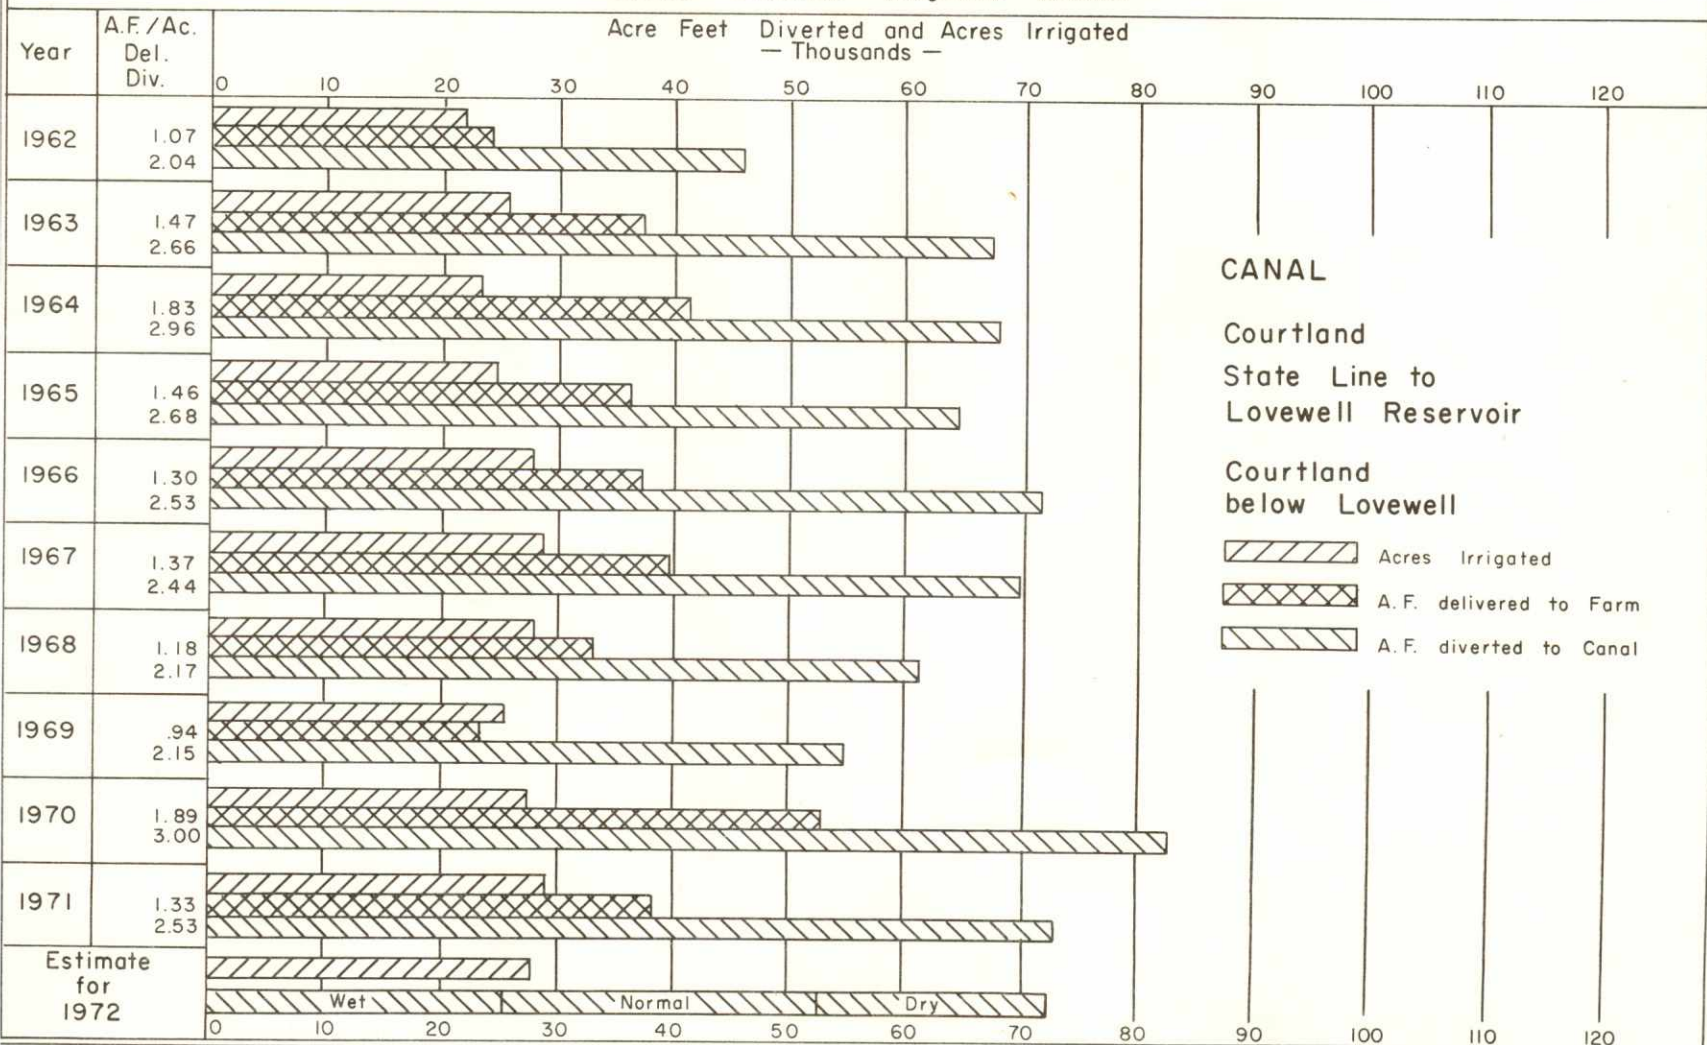 Acre Feet Diverted and Acres Irrigated
— Thousands —
Year
A.F./Ac.
Del.
Div.
0 10 20 30 40 50 60 70 80 90 100 110 120
1962
1.07
2.04
1963
1.47
2.66
1964
1.83
2.96
1965
1.46
2.68
1966
1.30
2.53
1967
1.37
2.44
1968
1.18
2.17
1969
.94
2.15
1970
1.89
3.00
1971
1.33
2.53
CANAL
Courtland
State Line to
Lovewell Reservoir
Courtland
below Lovewell
Acres Irrigated
A.F. delivered to Farm
A.F. diverted to Canal
Estimate
for
1972
Wet Normal Dry
0 10 20 30 40 50 60 70 80 90 100 110 120